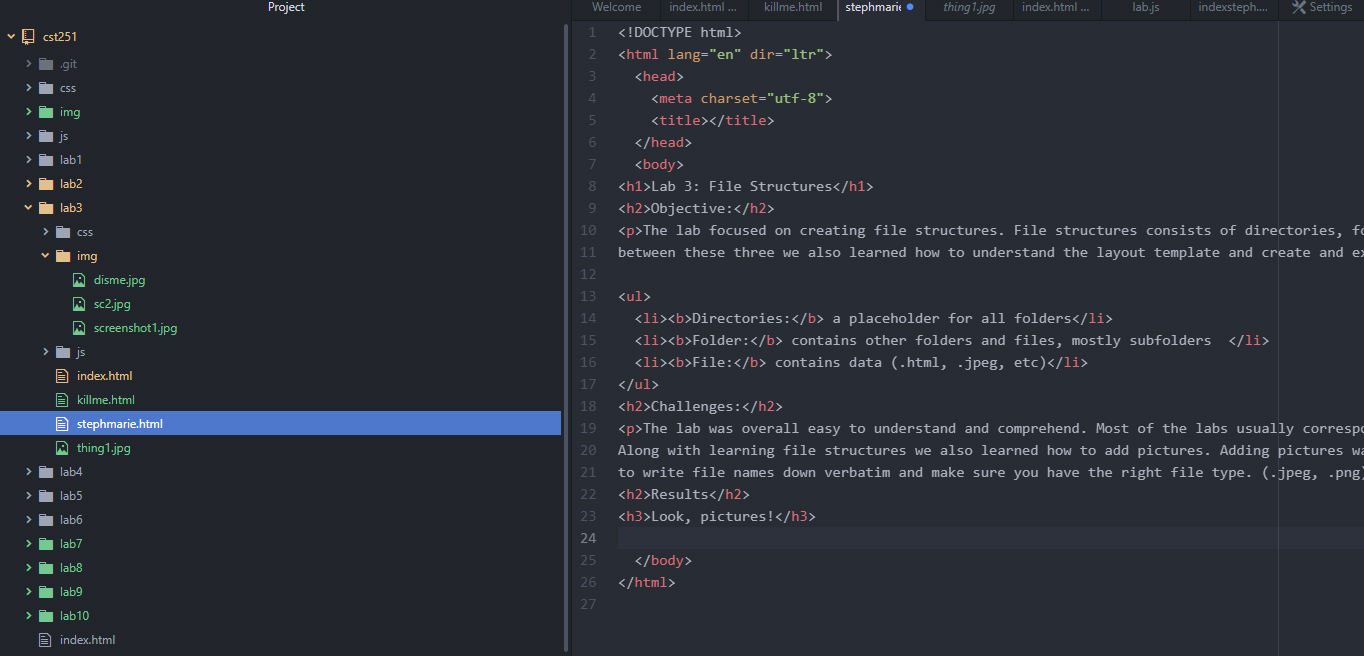 Project
cst251
.git
css
img
js
lab1
lab2
lab3
css
img
disme.jpg
sc2.jpg
screenshot1.jpg
js
index.html
killme.html
stephmarie.html
thing1.jpg
lab4
lab5
lab6
lab7
lab8
lab9
lab10
index.html
Welcome index.html ... killme.html stephmarie thing1.jpg index.html ... lab.js indexsteph.... Settings
1 <!DOCTYPE html>
2 <html lang="en" dir="ltr">
3 <head>
4 <meta charset="utf-8">
5 <title></title>
6 </head>
7 <body>
8 <h1>Lab 3: File Structures</h1>
9 <h2>Objective:</h2>
10 <p>The lab focused on creating file structures. File structures consists of directories, fo
11 between these three we also learned how to understand the layout template and create and ex
12
13 <ul>
14 <li><b>Directories:</b> a placeholder for all folders</li>
15 <li><b>Folder:</b> contains other folders and files, mostly subfolders  </li>
16 <li><b>File:</b> contains data (.html, .jpeg, etc)</li>
17 </ul>
18 <h2>Challenges:</h2>
19 <p>The lab was overall easy to understand and comprehend. Most of the labs usually correspo
20 Along with learning file structures we also learned how to add pictures. Adding pictures wa
21 to write file names down verbatim and make sure you have the right file type. (.jpeg, .png)
22 <h2>Results</h2>
23 <h3>Look, pictures!</h3>
24
25 </body>
26 </html>
27